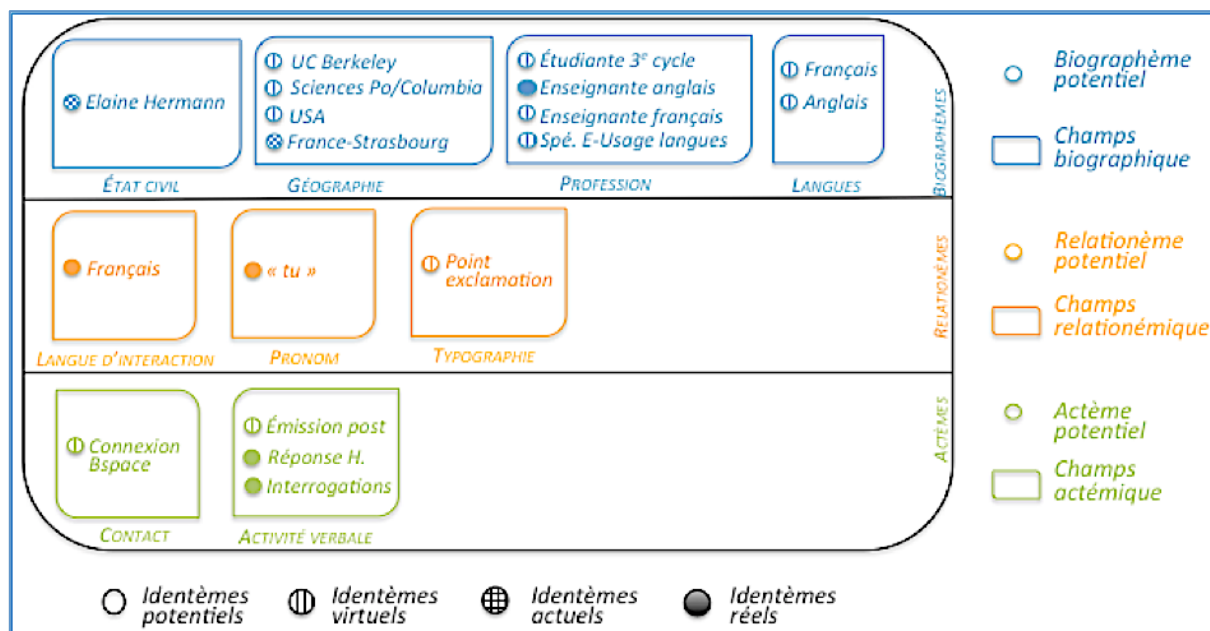 Elaine Hermann
ÉTAT CIVIL
UC Berkeley
Sciences Po/Columbia
USA
France-Strasbourg
GÉOGRAPHIE
Étudiante 3e cycle
Enseignante anglais
Enseignante français
Spé. E-Usage langues
PROFESSION
Français
Anglais
LANGUES
BIOGRAPHÈMES
Biographème
potentiel
Champs
biographique
Français
LANGUE D'INTERACTION
« tu »
PRONOM
Point
exclamation
TYPOGRAPHIE
RELATIONÈMES
Relationème
potentiel
Champs
relationémique
Connexion
Bspace
CONTACT
Émission post
Réponse H.
Interrogations
ACTIVITÉ VERBALE
ACTÈMES
Actème
potentiel
Champs
actémique
Identèmes
potentiels
Identèmes
virtuels
Identèmes
actuels
Identèmes
réels